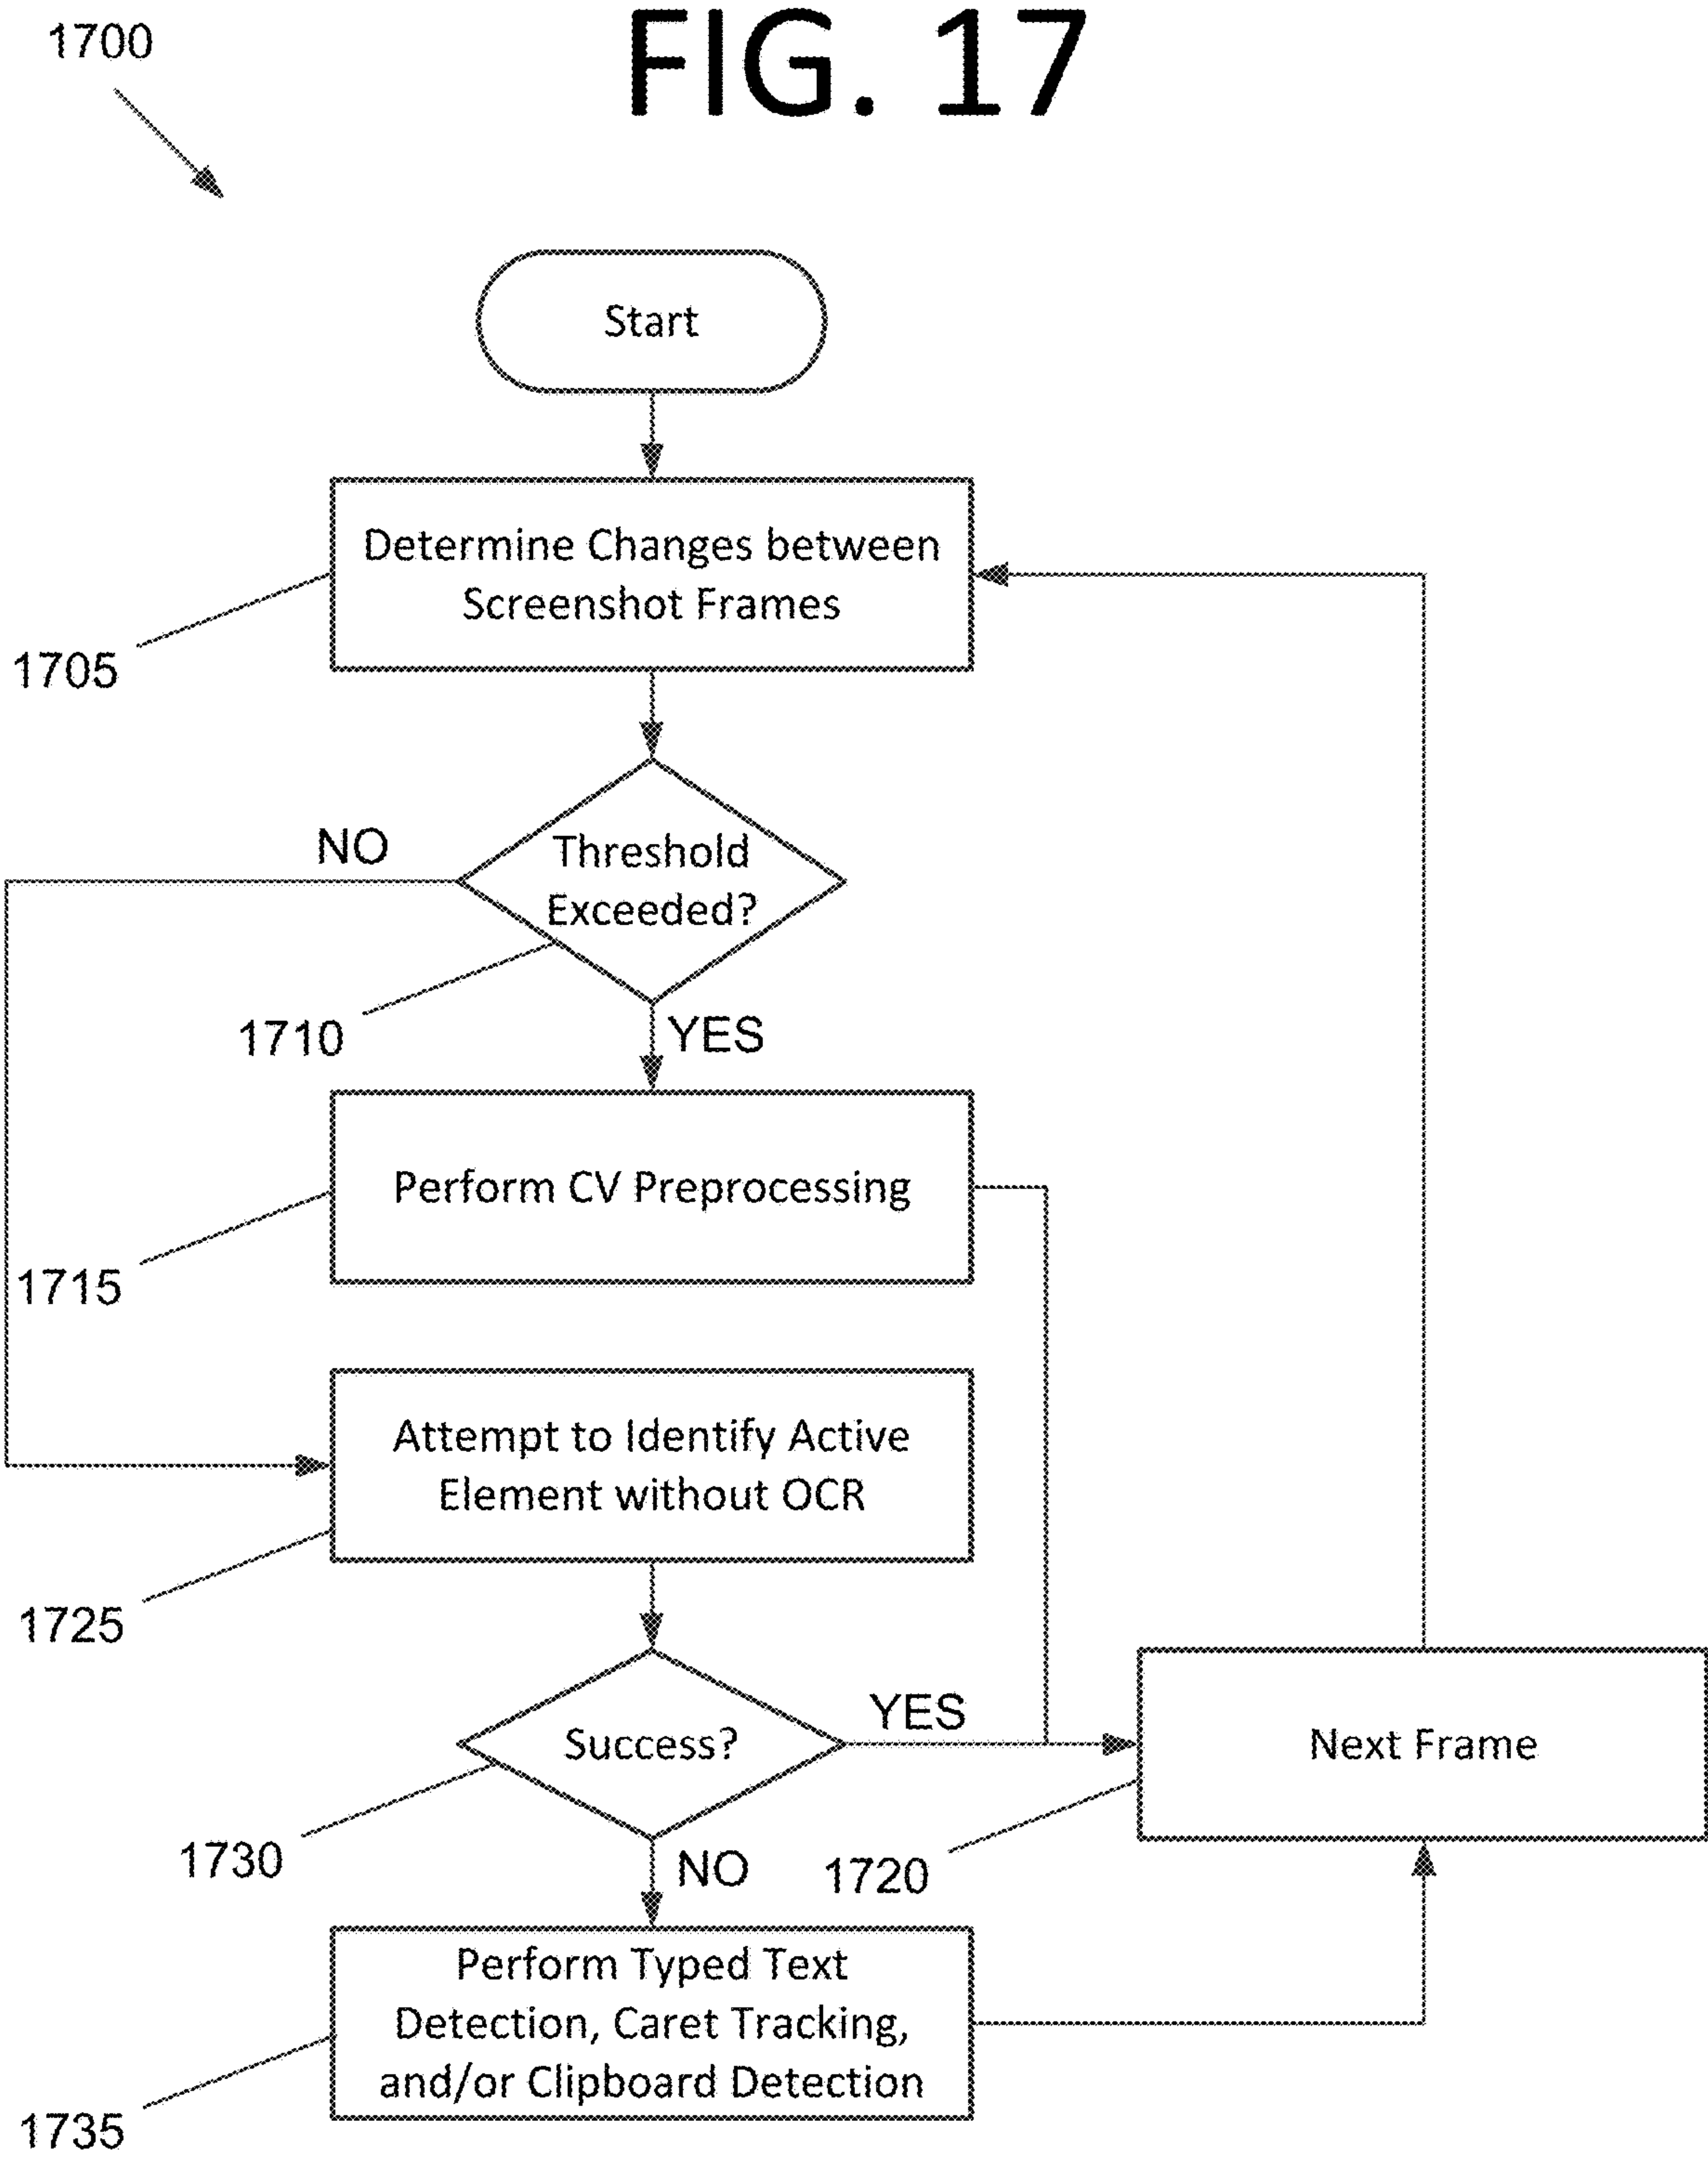 1700
FIG. 17
Start
Determine Changes between
Screenshot Frames
1705
NO
Threshold
Exceeded?
1710
YES
Perform CV Preprocessing
1715
Attempt to Identify Active
Element without OCR
1725
YES
Success?
Next Frame
1730
NO
1720
Perform Typed Text
Detection, Caret Tracking,
and/or Clipboard Detection
1735